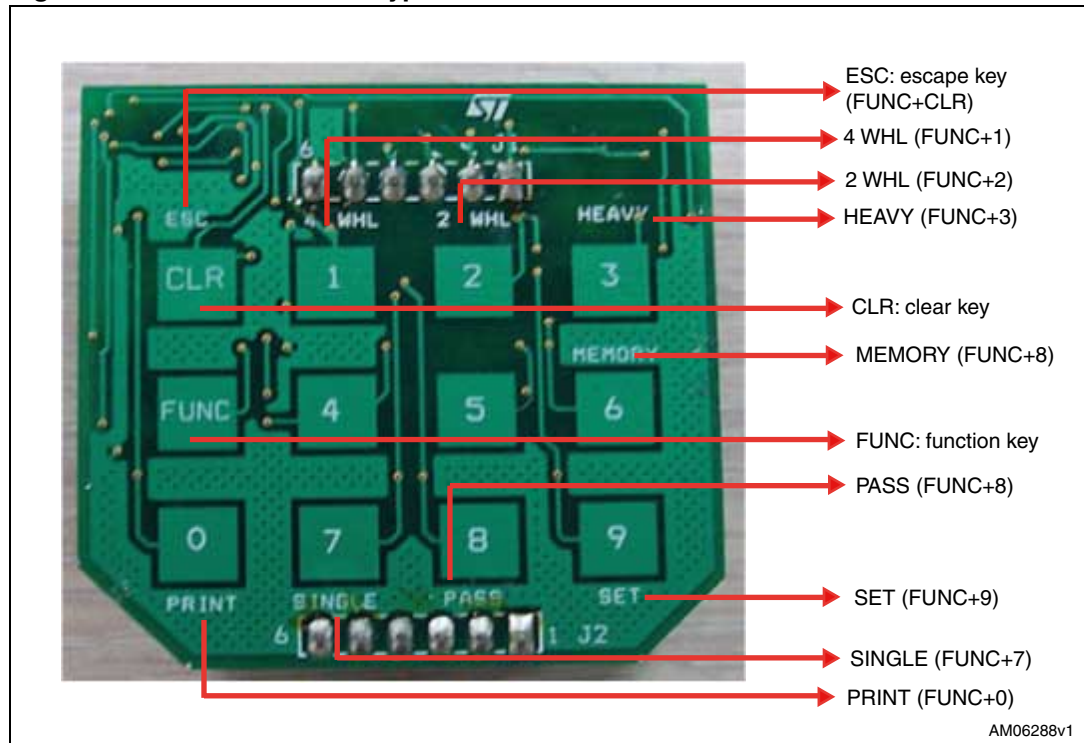 ESC: escape key
(FUNC+CLR)
4 WHL (FUNC+1)
2 WHL (FUNC+2)
HEAVY (FUNC+3)
CLR: clear key
MEMORY (FUNC+8)
FUNC: function key
PASS (FUNC+8)
SET (FUNC+9)
SINGLE (FUNC+7)
PRINT (FUNC+0)
AM06288v1
ST
6 J1
ESC 4 WHL 2 WHL HEAVY
CLR 1 2 3
MEMORY
FUNC 4 5 6
0 7 8 9
PRINT SINGLE PASS SET
6 1 J2